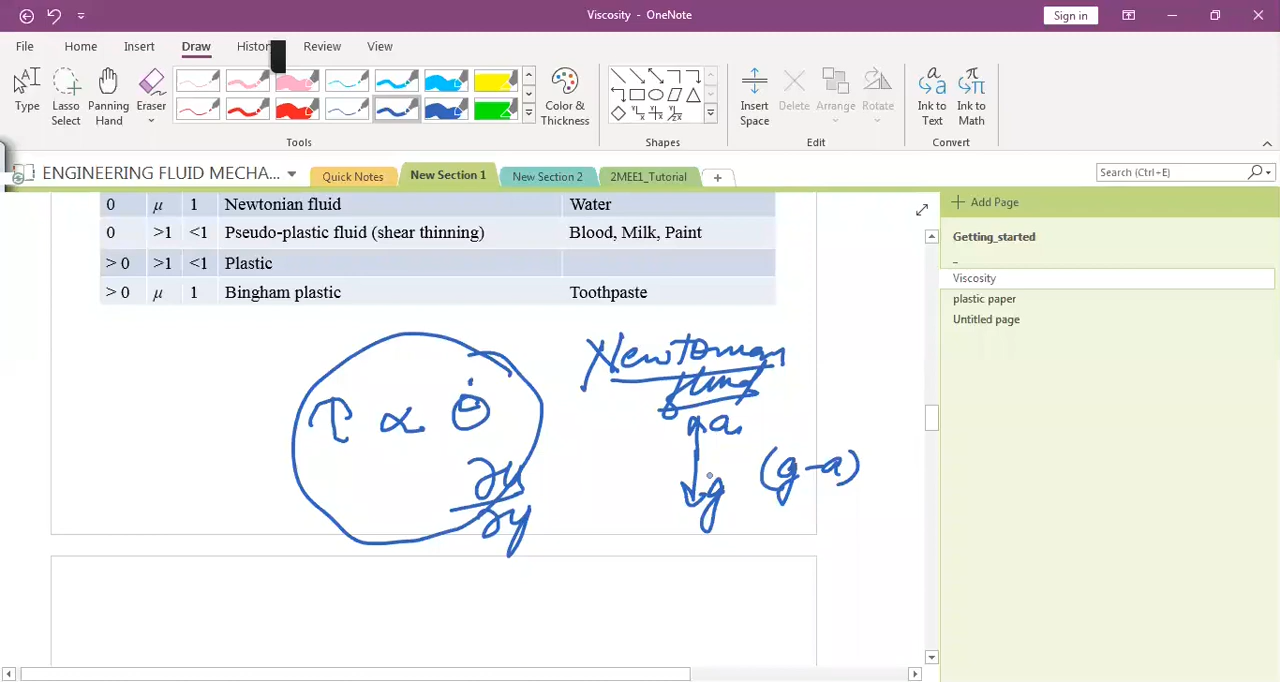 Viscosity - OneNote
Sign in
File Home Insert Draw Histor Review View
Type Lasso Select Panning Hand Eraser Color & Thickness Insert Space Delete Arrange Rotate Ink to Text Ink to Math
Tools Shapes Edit Convert
ENGINEERING FLUID MECHA... Quick Notes New Section 1 New Section 2 2MEE1_Tutorial Search (Ctrl+E)
Add Page
0 μ 1 Newtonian fluid Water
0 >1 <1 Pseudo-plastic fluid (shear thinning) Blood, Milk, Paint
> 0 >1 <1 Plastic
> 0 μ 1 Bingham plastic Toothpaste
Getting_started
_
Viscosity
plastic paper
Untitled page
Newtonian
fluid
τ ∝ θ̇
∂u
∂y
a
g
(g-a)